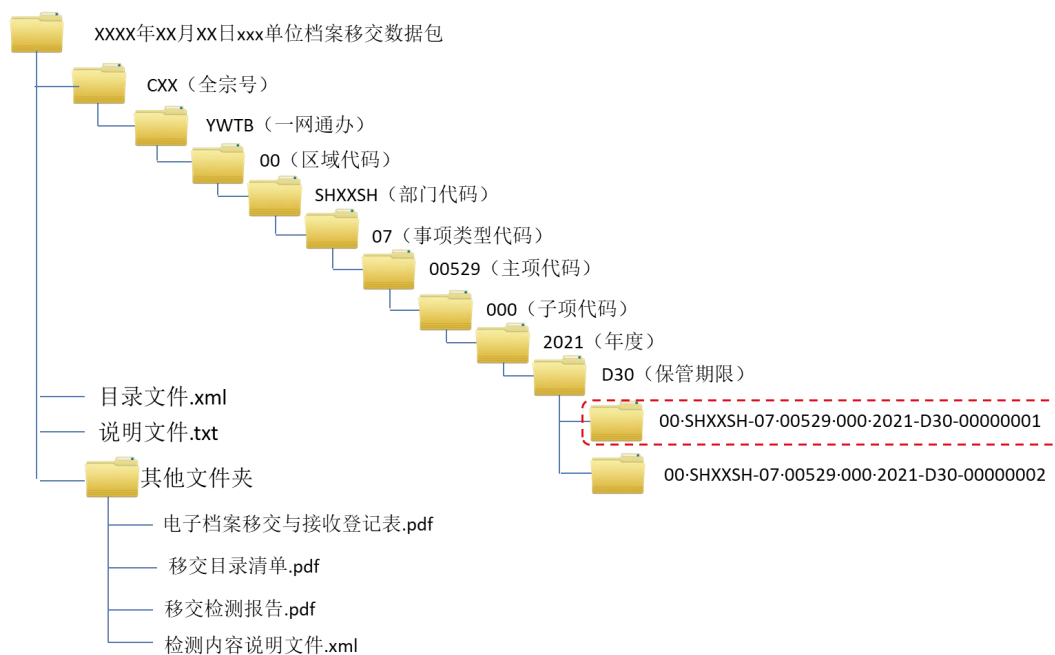 XXXX年XX月XX日xxx单位档案移交数据包
CXX（全宗号）
YWTB（一网通办）
00（区域代码）
SHXXSH（部门代码）
07（事项类型代码）
00529（主项代码）
000（子项代码）
2021（年度）
D30（保管期限）
00·SHXXSH-07·00529·000·2021-D30-00000001
00·SHXXSH-07·00529·000·2021-D30-00000002
目录文件.xml
说明文件.txt
其他文件夹
电子档案移交与接收登记表.pdf
移交目录清单.pdf
移交检测报告.pdf
检测内容说明文件.xml